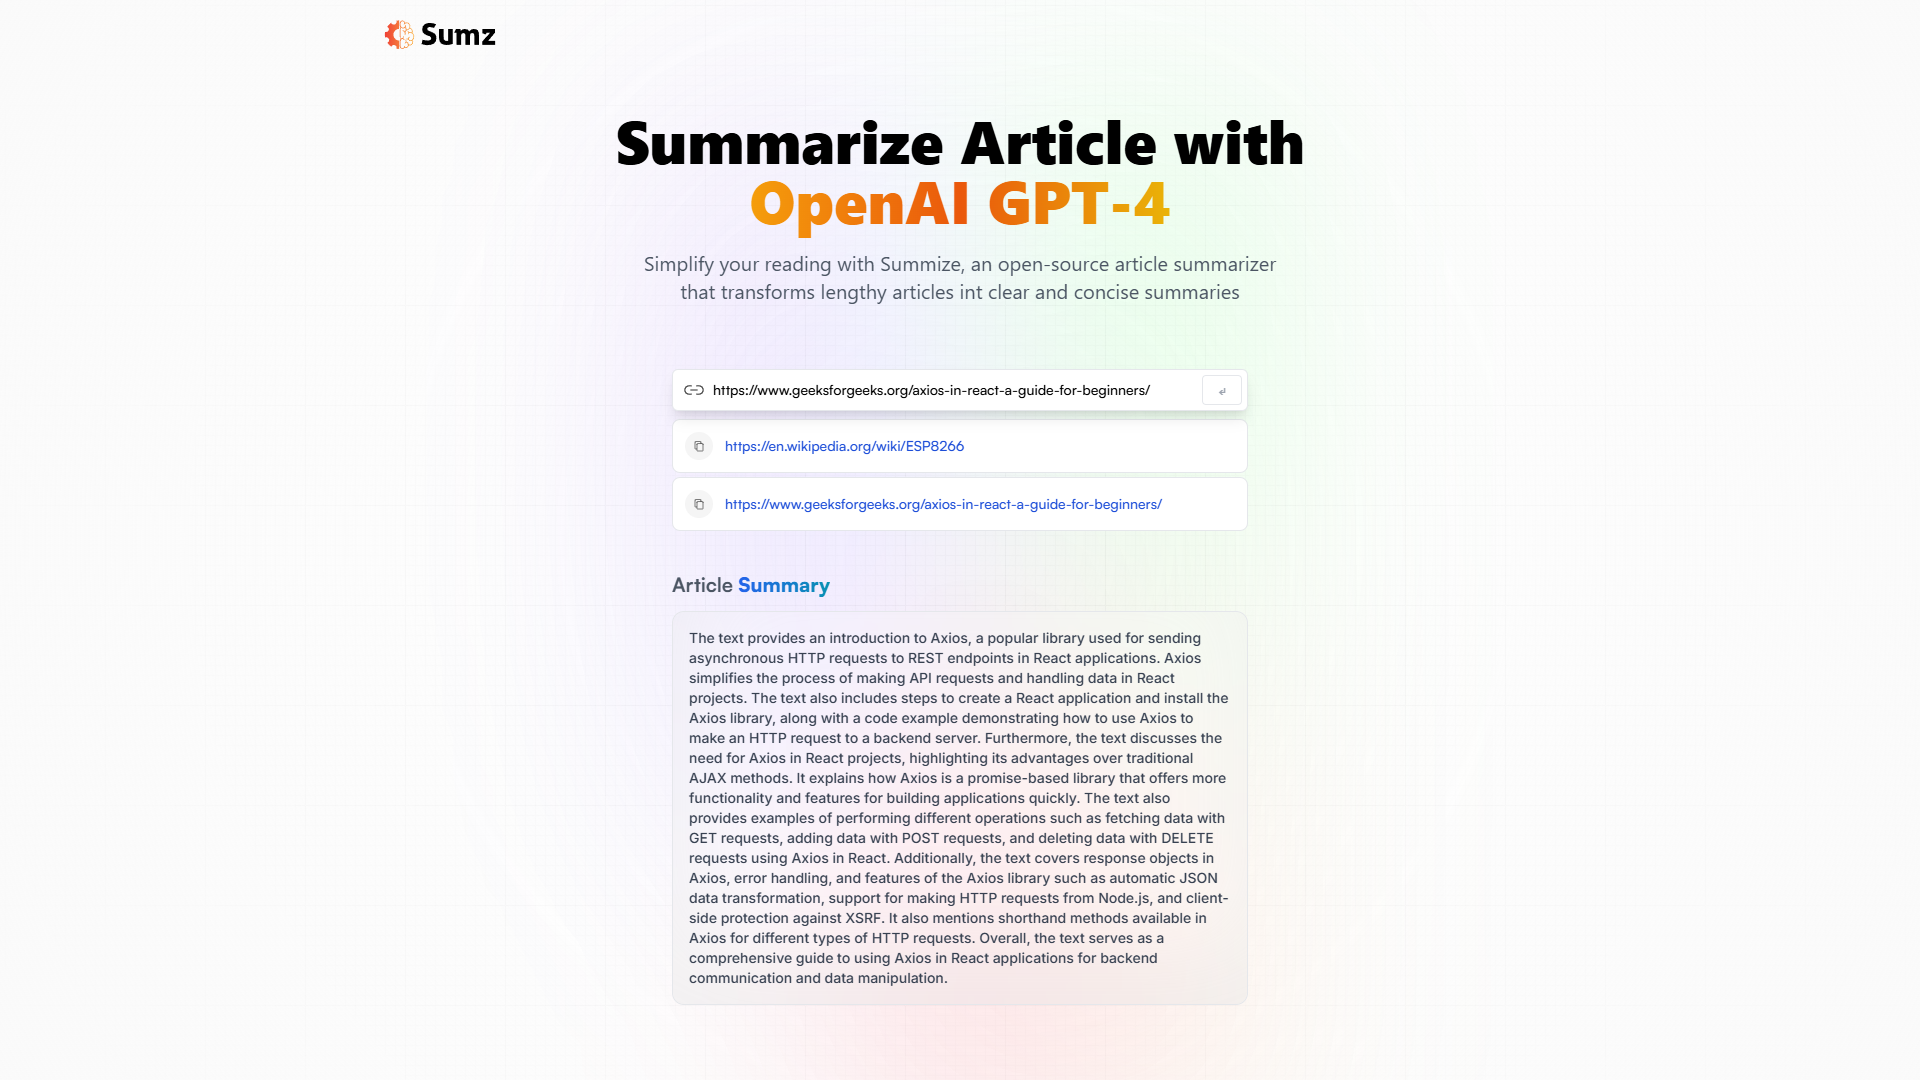 Sumz
Summarize Article with
OpenAI GPT-4
Simplify your reading with Summize, an open-source article summarizer
that transforms lengthy articles int clear and concise summaries
https://www.geeksforgeeks.org/axios-in-react-a-guide-for-beginners/ ↵
https://en.wikipedia.org/wiki/ESP8266
https://www.geeksforgeeks.org/axios-in-react-a-guide-for-beginners/
Article Summary
The text provides an introduction to Axios, a popular library used for sending
asynchronous HTTP requests to REST endpoints in React applications. Axios
simplifies the process of making API requests and handling data in React
projects. The text also includes steps to create a React application and install the
Axios library, along with a code example demonstrating how to use Axios to
make an HTTP request to a backend server. Furthermore, the text discusses the
need for Axios in React projects, highlighting its advantages over traditional
AJAX methods. It explains how Axios is a promise-based library that offers more
functionality and features for building applications quickly. The text also
provides examples of performing different operations such as fetching data with
GET requests, adding data with POST requests, and deleting data with DELETE
requests using Axios in React. Additionally, the text covers response objects in
Axios, error handling, and features of the Axios library such as automatic JSON
data transformation, support for making HTTP requests from Node.js, and client-
side protection against XSRF. It also mentions shorthand methods available in
Axios for different types of HTTP requests. Overall, the text serves as a
comprehensive guide to using Axios in React applications for backend
communication and data manipulation.